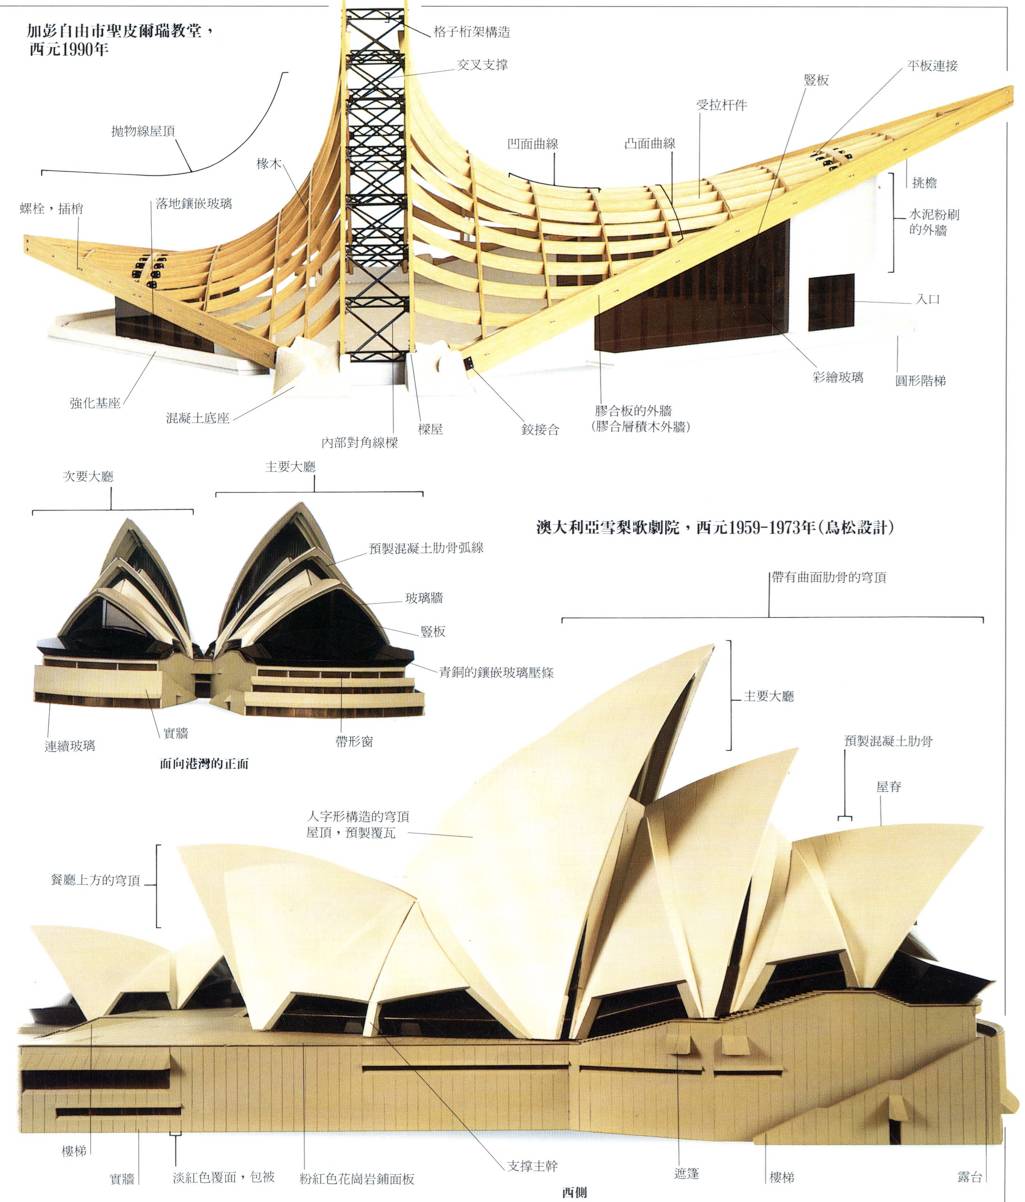 加彭自由市聖皮爾瑞教堂，
西元1990年
格子桁架構造
交叉支撐
平板連接
豎板
受拉杆件
凹面曲線
凸面曲線
拋物線屋頂
椽木
挑檐
螺栓，插梢
落地鑲嵌玻璃
水泥粉刷
的外牆
入口
彩繪玻璃
圓形階梯
強化基座
混凝土底座
內部對角線樑
樑屋
鉸接合
膠合板的外牆
(膠合層積木外牆)
次要大廳
主要大廳
澳大利亞雪梨歌劇院，西元1959-1973年(烏松設計)
預製混凝土肋骨弧線
帶有曲面肋骨的穹頂
玻璃牆
豎板
青銅的鑲嵌玻璃壓條
主要大廳
實牆
連續玻璃
帶形窗
預製混凝土肋骨
面向港灣的正面
屋脊
人字形構造的穹頂
屋頂，預製覆瓦
餐廳上方的穹頂
樓梯
實牆
淡紅色覆面，包被
粉紅色花崗岩鋪面板
支撐主幹
遮篷
樓梯
露台
西側